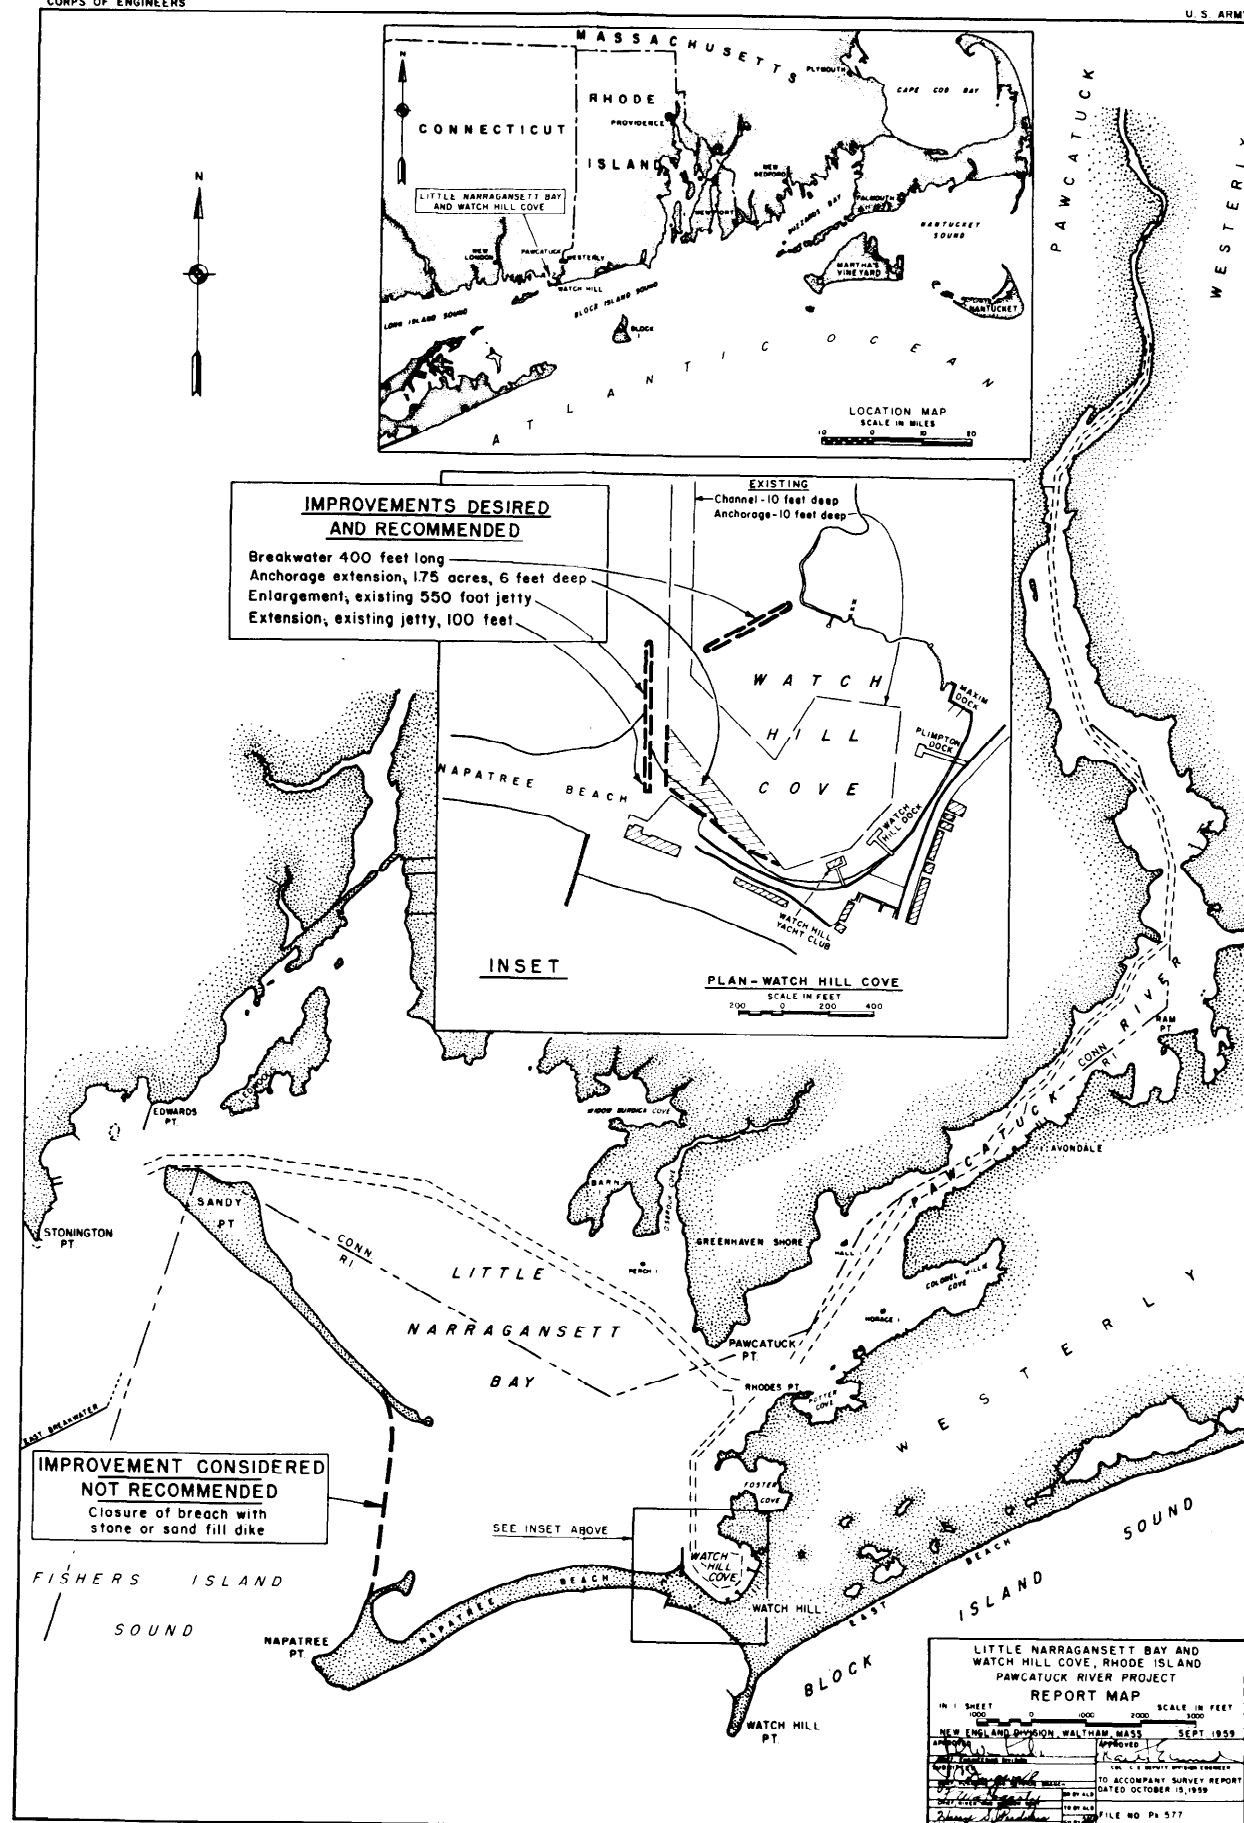 CORPS OF ENGINEERS
U. S. ARMY
MASSACHUSETTS
PLYMOUTH
CAPE COD BAY
RHODE
ISLAND
PROVIDENCE
CONNECTICUT
NEW
BEDFORD
LITTLE NARRAGANSETT BAY
AND WATCH HILL COVE
NEWPORT
BUZZARDS BAY
FALMOUTH
NANTUCKET
SOUND
NEW
LONDON
PAWCATUCK
WESTERLY
WATCH HILL
MARTHA'S
VINEYARD
NANTUCKET
LONG ISLAND SOUND
BLOCK ISLAND SOUND
BLOCK
I
ATLANTIC OCEAN
LOCATION MAP
SCALE IN MILES
10 0 10 20
N
N
PAWCATUCK
WESTERLY
IMPROVEMENTS DESIRED
AND RECOMMENDED
Breakwater 400 feet long
Anchorage extension, 1.75 acres, 6 feet deep
Enlargement, existing 550 foot jetty
Extension, existing jetty, 100 feet
EXISTING
Channel - 10 feet deep
Anchorage - 10 feet deep
WATCH
HILL
COVE
MAXIM
DOCK
PLIMPTON
DOCK
WATCH
HILL DOCK
NAPATREE BEACH
WATCH HILL
YACHT CLUB
INSET
PLAN - WATCH HILL COVE
SCALE IN FEET
200 0 200 400
EDWARDS
PT.
STONINGTON
PT
SANDY
PT
WIDOW BURDICK COVE
BARN
GREENHAVEN SHORE
HALL
COLONEL WILLIE
COVE
HORACE I
PERCH I
CONN
RI
LITTLE
NARRAGANSETT
BAY
PAWCATUCK
PT.
RHODES PT.
POTTER
COVE
PAWCATUCK RIVER
CONN
RI
RAM
PT
AVONDALE
WESTERLY
EAST BREAKWATER
IMPROVEMENT CONSIDERED
NOT RECOMMENDED
Closure of breach with
stone or sand fill dike
FOSTER
COVE
SEE INSET ABOVE
WATCH
HILL
COVE
WATCH HILL
FISHERS ISLAND
SOUND
NAPATREE
PT.
NAPATREE BEACH
EAST BEACH
BLOCK ISLAND SOUND
WATCH HILL
PT.
LITTLE NARRAGANSETT BAY AND
WATCH HILL COVE, RHODE ISLAND
PAWCATUCK RIVER PROJECT
REPORT MAP
IN 1 SHEET
SCALE IN FEET
1000 0 1000 2000 3000
NEW ENGLAND DIVISION, WALTHAM, MASS SEPT. 1959
APPROVED
APPROVED
TO ACCOMPANY SURVEY REPORT
DATED OCTOBER 15, 1959
FILE NO Pk 577